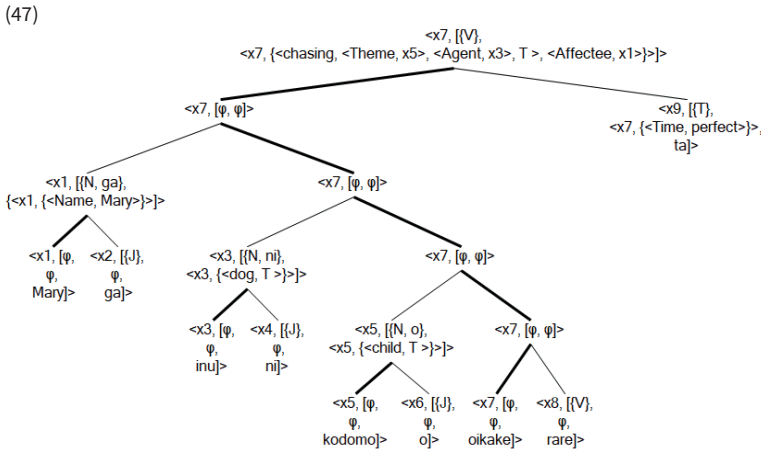 (47)
<x7, [{V},
<x7, {<chasing, <Theme, x5>, <Agent, x3>, T >, <Affectee, x1>}>]>
<x7, [φ, φ]>
<x9, [{T},
<x7, {<Time, perfect>}>,
ta]>
<x1, [{N, ga},
{<x1, {<Name, Mary>}>]>
<x7, [φ, φ]>
<x1, [φ,
φ,
Mary]>
<x2, [{J},
φ,
ga]>
<x3, [{N, ni},
<x3, {<dog, T >}>]>
<x7, [φ, φ]>
<x3, [φ,
φ,
inu]>
<x4, [{J},
φ,
ni]>
<x5, [{N, o},
<x5, {<child, T >}>]>
<x7, [φ, φ]>
<x5, [φ,
φ,
kodomo]>
<x6, [{J},
φ,
o]>
<x7, [φ,
φ,
oikake]>
<x8, [{V},
φ,
rare]>